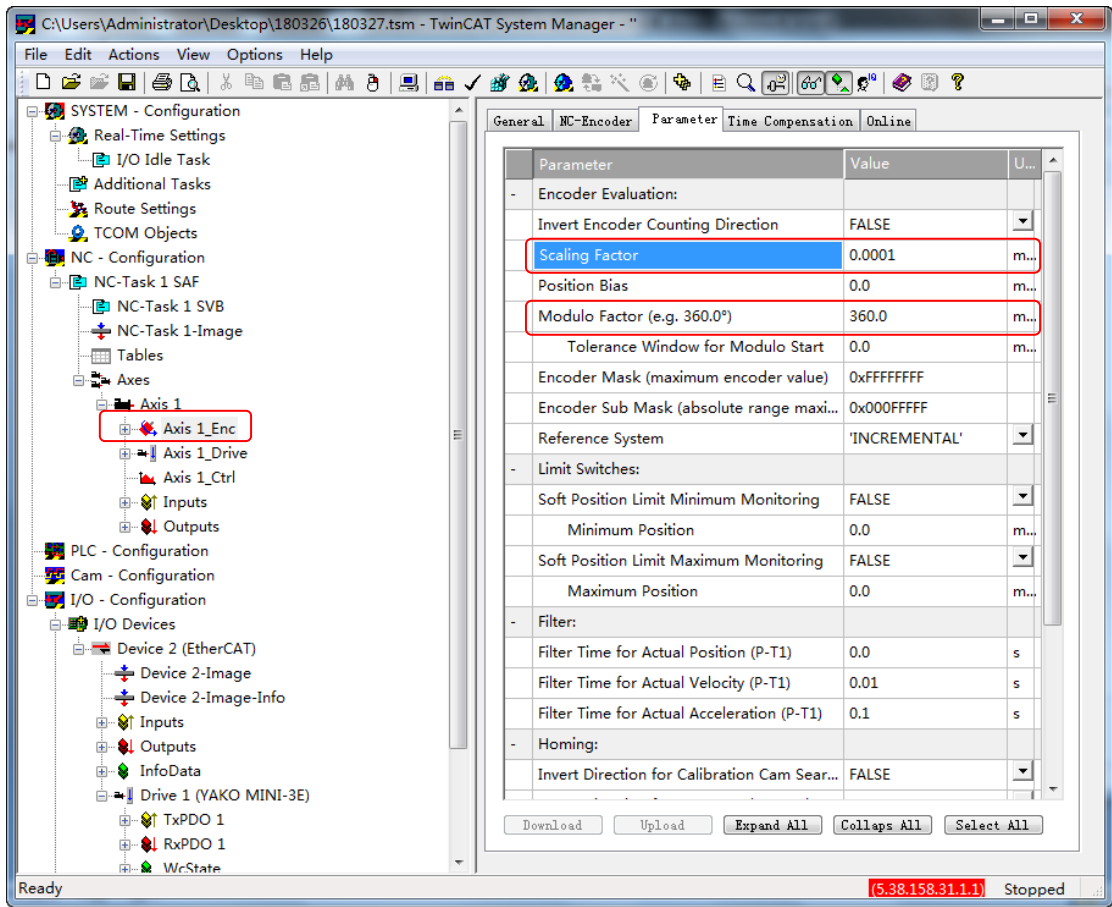 C:\Users\Administrator\Desktop\180326\180327.tsm - TwinCAT System Manager - ''
File Edit Actions View Options Help
SYSTEM - Configuration
Real-Time Settings
I/O Idle Task
Additional Tasks
Route Settings
TCOM Objects
NC - Configuration
NC-Task 1 SAF
NC-Task 1 SVB
NC-Task 1-Image
Tables
Axes
Axis 1
Axis 1_Enc
Axis 1_Drive
Axis 1_Ctrl
Inputs
Outputs
PLC - Configuration
Cam - Configuration
I/O - Configuration
I/O Devices
Device 2 (EtherCAT)
Device 2-Image
Device 2-Image-Info
Inputs
Outputs
InfoData
Drive 1 (YAKO MINI-3E)
TxPDO 1
RxPDO 1
WcState
General NC-Encoder Parameter Time Compensation Online
Parameter Value U...
- Encoder Evaluation:
Invert Encoder Counting Direction FALSE
Scaling Factor 0.0001 m...
Position Bias 0.0 m...
Modulo Factor (e.g. 360.0°) 360.0 m...
Tolerance Window for Modulo Start 0.0 m...
Encoder Mask (maximum encoder value) 0xFFFFFFFF
Encoder Sub Mask (absolute range maxi... 0x000FFFFF
Reference System 'INCREMENTAL'
- Limit Switches:
Soft Position Limit Minimum Monitoring FALSE
Minimum Position 0.0 m...
Soft Position Limit Maximum Monitoring FALSE
Maximum Position 0.0 m...
- Filter:
Filter Time for Actual Position (P-T1) 0.0 s
Filter Time for Actual Velocity (P-T1) 0.01 s
Filter Time for Actual Acceleration (P-T1) 0.1 s
- Homing:
Invert Direction for Calibration Cam Sear... FALSE
Download Upload Expand All Collaps All Select All
Ready (5.38.158.31.1.1) Stopped